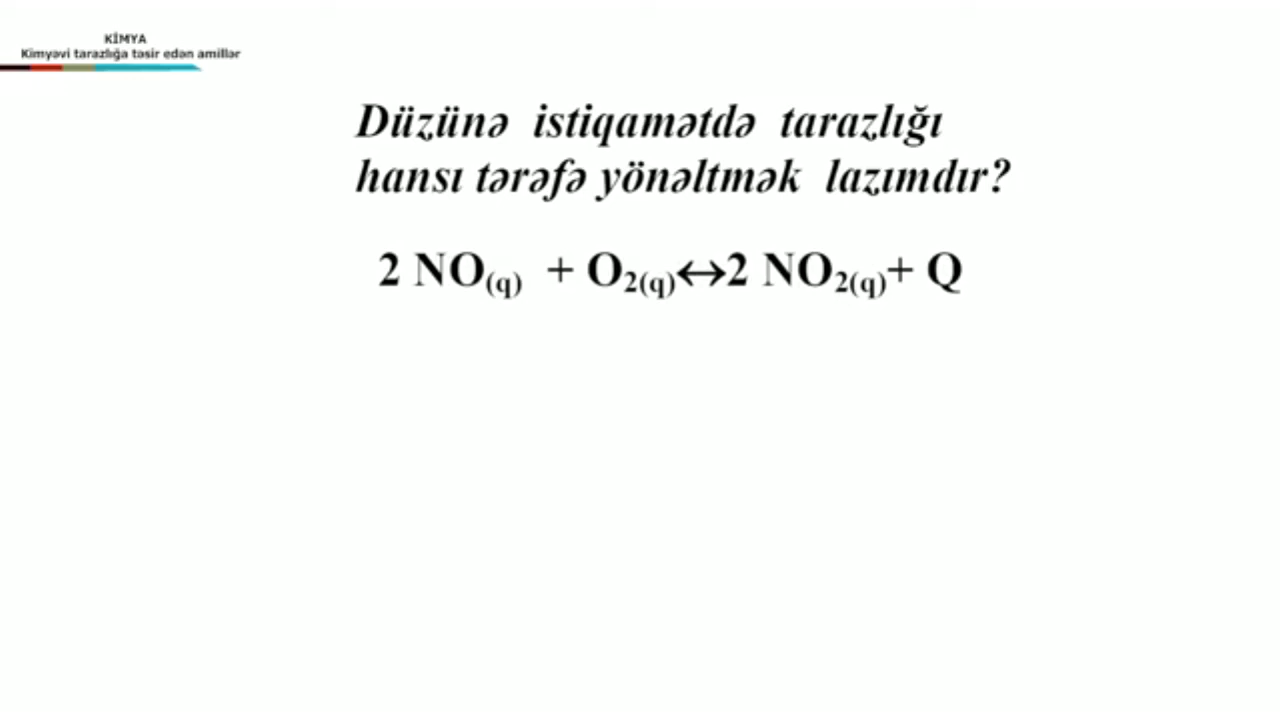 KİMYA
Kimyəvi tarazlığa təsir edən amillər
Düzünə istiqamətdə tarazlığı
hansı tərəfə yönəltmək lazımdır?
2 NO(q) + O2(q)↔2 NO2(q)+ Q